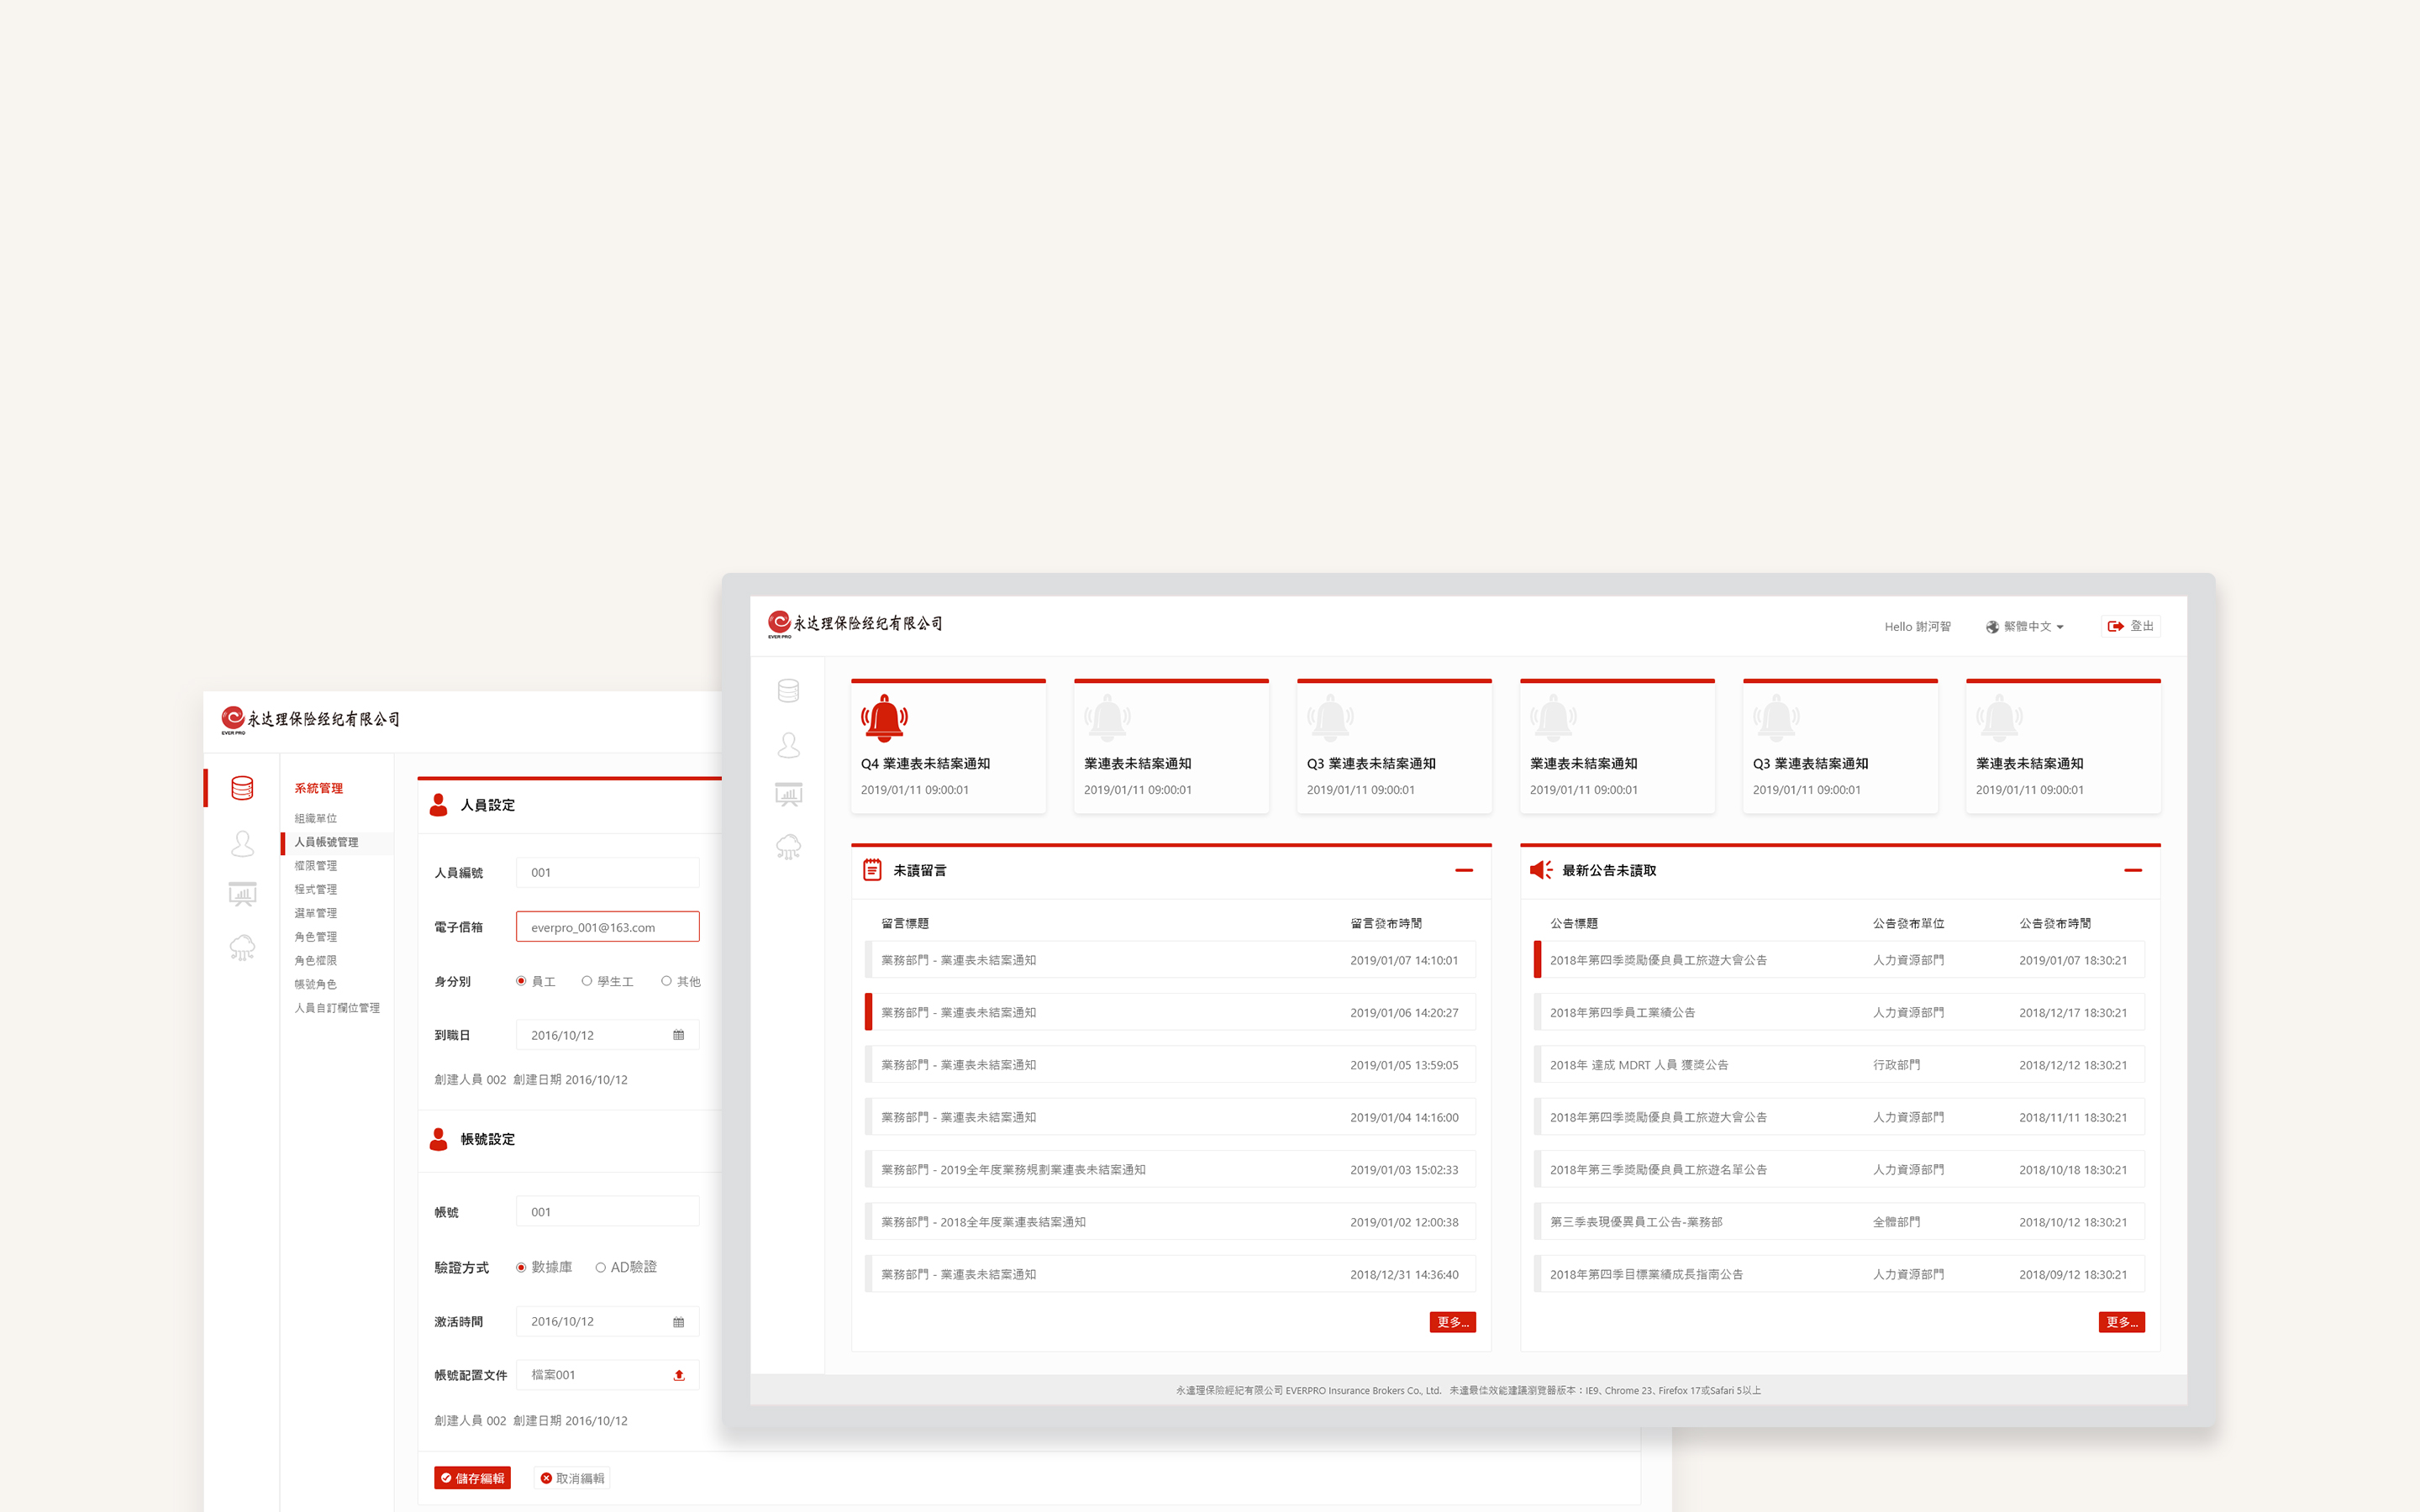 永达理保险经纪有限公司
EVER PRO
系統管理
組織單位
人員帳號管理
權限管理
程式管理
選單管理
角色管理
角色權限
帳號角色
人員自訂欄位管理
人員設定
人員編號 001
電子信箱 everpro_001@163.com
身分別 員工 學生工 其他
到職日 2016/10/12
創建人員 002 創建日期 2016/10/12
帳號設定
帳號 001
驗證方式 數據庫 AD驗證
激活時間 2016/10/12
帳號配置文件 檔案001
創建人員 002 創建日期 2016/10/12
儲存編輯 取消編輯
永达理保险经纪有限公司
EVER PRO
Hello 謝河智 繁體中文 登出
Q4 業連表未結案通知
2019/01/11 09:00:01
業連表未結案通知
2019/01/11 09:00:01
Q3 業連表未結案通知
2019/01/11 09:00:01
業連表未結案通知
2019/01/11 09:00:01
Q3 業連表結案通知
2019/01/11 09:00:01
業連表未結案通知
2019/01/11 09:00:01
未讀留言
留言標題 留言發布時間
業務部門 - 業連表未結案通知 2019/01/07 14:10:01
業務部門 - 業連表未結案通知 2019/01/06 14:20:27
業務部門 - 業連表未結案通知 2019/01/05 13:59:05
業務部門 - 業連表未結案通知 2019/01/04 14:16:00
業務部門 - 2019全年度業務規劃業連表未結案通知 2019/01/03 15:02:33
業務部門 - 2018全年度業連表結案通知 2019/01/02 12:00:38
業務部門 - 業連表未結案通知 2018/12/31 14:36:40
更多...
最新公告未讀取
公告標題 公告發布單位 公告發布時間
2018年第四季獎勵優良員工旅遊大會公告 人力資源部門 2019/01/07 18:30:21
2018年第四季員工業績公告 人力資源部門 2018/12/17 18:30:21
2018年 達成 MDRT 人員 獲獎公告 行政部門 2018/12/12 18:30:21
2018年第四季獎勵優良員工旅遊大會公告 人力資源部門 2018/11/11 18:30:21
2018年第三季獎勵優良員工旅遊名單公告 人力資源部門 2018/10/18 18:30:21
第三季表現優異員工公告-業務部 全體部門 2018/10/12 18:30:21
2018年第四季目標業績成長指南公告 人力資源部門 2018/09/12 18:30:21
更多...
永達理保險經紀有限公司 EVERPRO Insurance Brokers Co., Ltd. 未達最佳效能建議瀏覽器版本：IE9、Chrome 23、Firefox 17或Safari 5以上